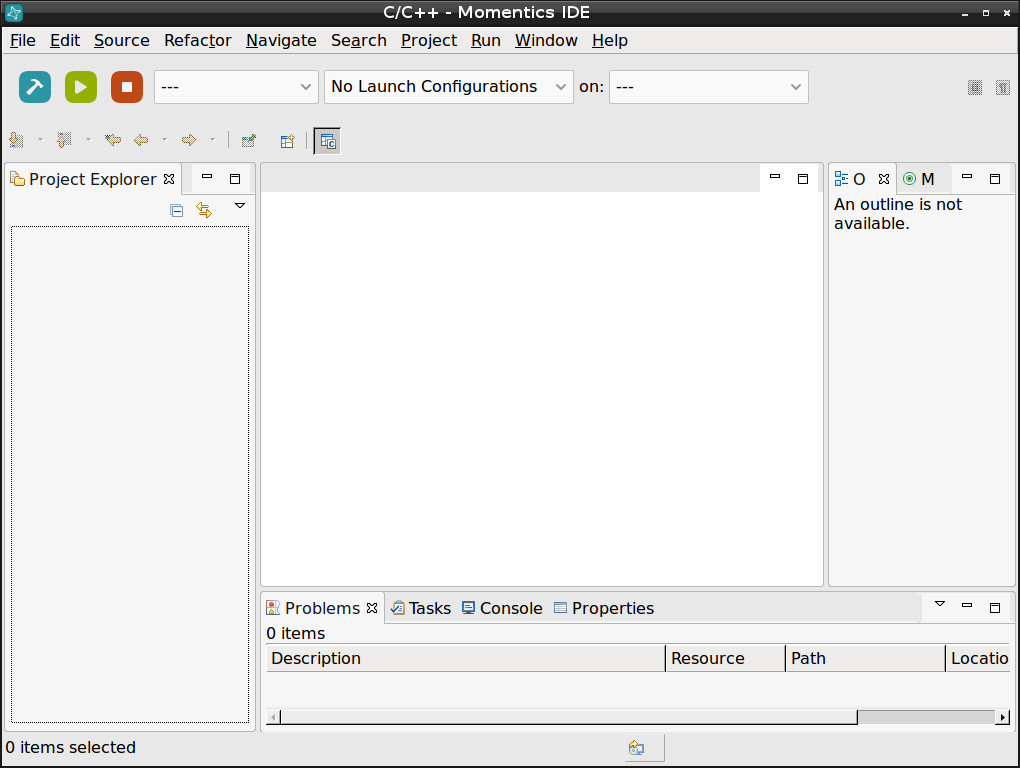 C/C++ - Momentics IDE
File Edit Source Refactor Navigate Search Project Run Window Help
--- No Launch Configurations on: ---
Project Explorer
O M
An outline is not
available.
Problems Tasks Console Properties
0 items
Description Resource Path Locatio
0 items selected